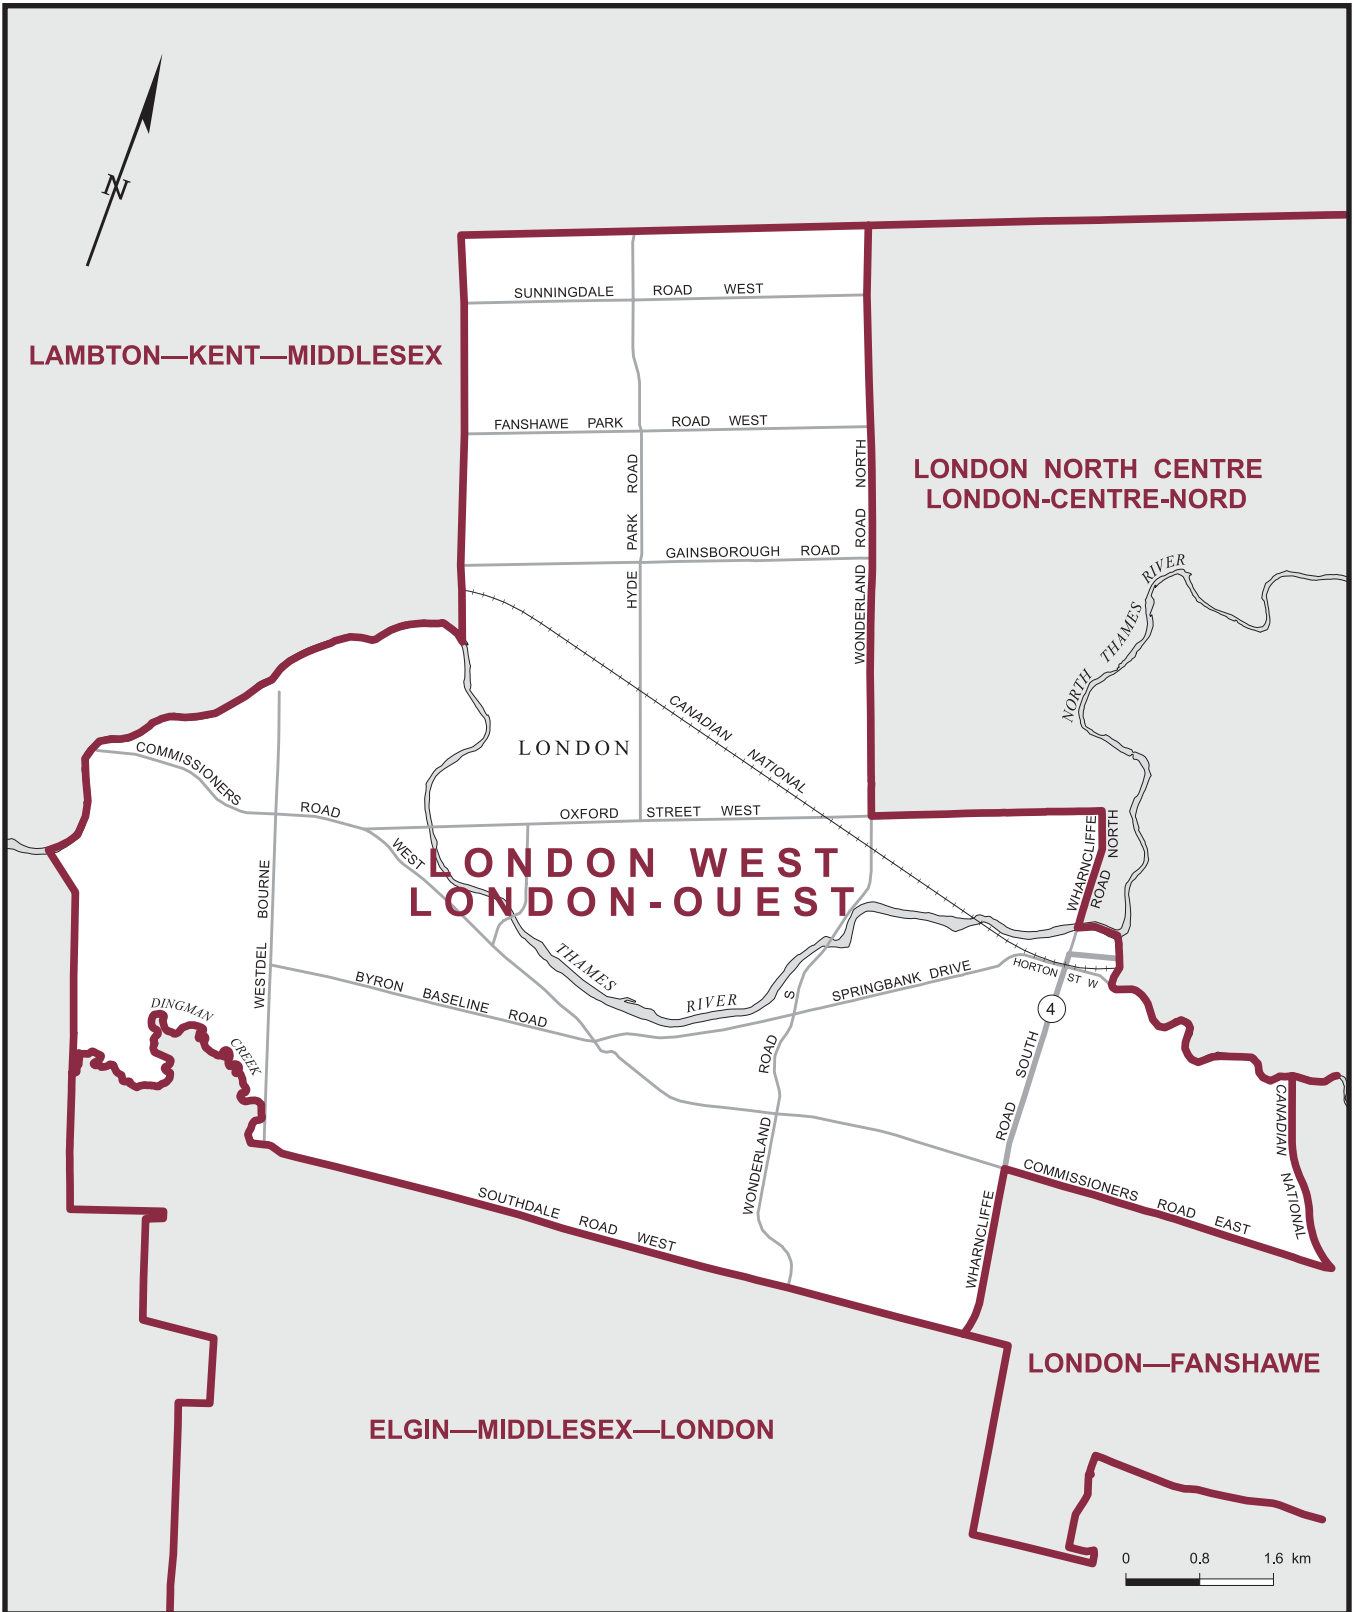 N
SUNNINGDALE ROAD WEST
LAMBTON—KENT—MIDDLESEX
FANSHAWE PARK ROAD WEST
HYDE PARK ROAD
WONDERLAND ROAD NORTH
LONDON NORTH CENTRE
LONDON-CENTRE-NORD
GAINSBOROUGH ROAD
NORTH THAMES RIVER
CANADIAN NATIONAL
LONDON
COMMISSIONERS ROAD WEST
OXFORD STREET WEST
WHARNCLIFFE
ROAD NORTH
LONDON WEST
LONDON-OUEST
WESTDEL BOURNE
THAMES RIVER
BYRON BASELINE ROAD
SPRINGBANK DRIVE
HORTON ST W
4
DINGMAN CREEK
WONDERLAND ROAD S
WHARNCLIFFE ROAD SOUTH
CANADIAN NATIONAL
COMMISSIONERS ROAD EAST
SOUTHDALE ROAD WEST
LONDON—FANSHAWE
ELGIN—MIDDLESEX—LONDON
0 0.8 1.6 km